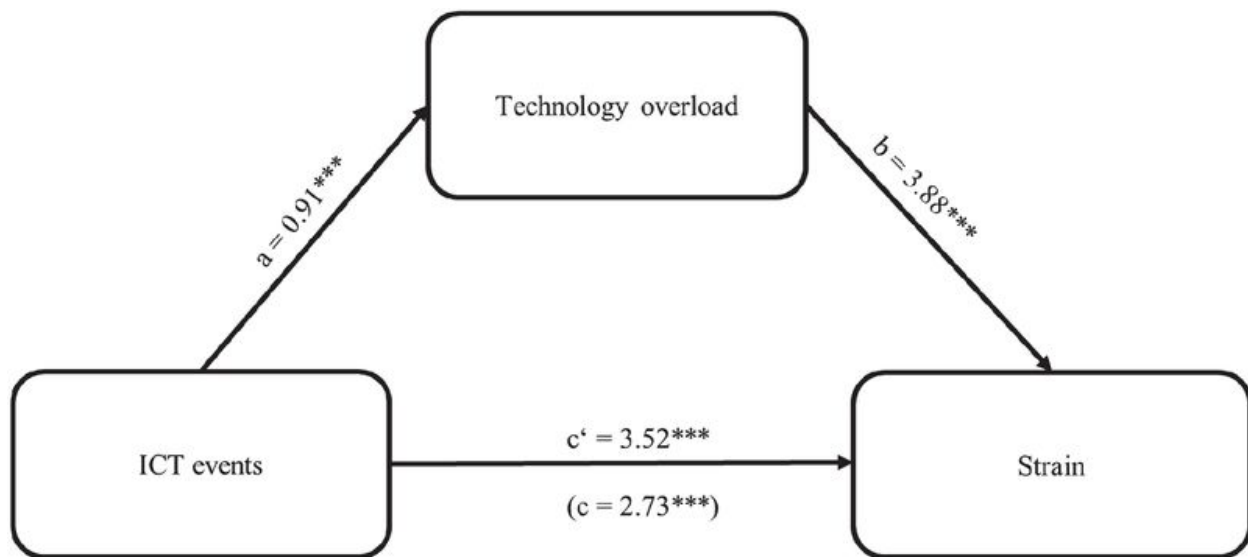 Technology overload
a = 0.91***
b = 3.88***
ICT events
c‘ = 3.52***
(c = 2.73***)
Strain